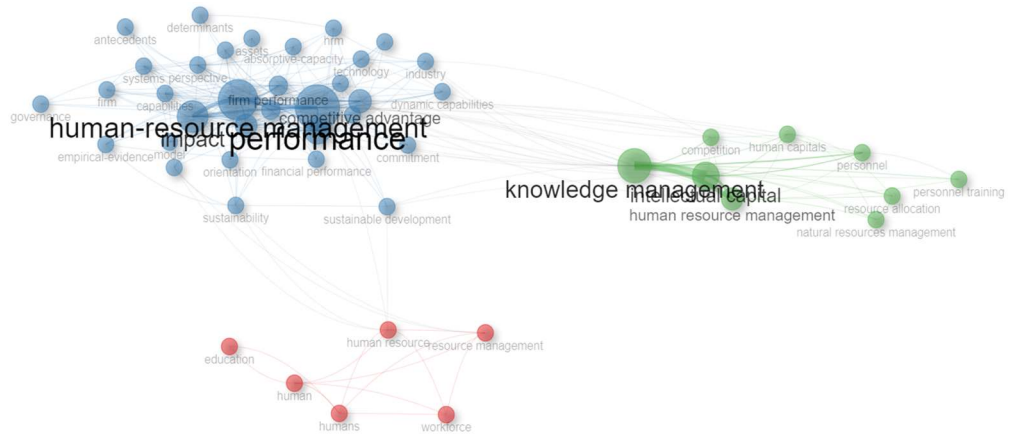 determinants
antecedents
hrm
assets
absorptive-capacity
technology
systems perspective
industry
firm
capabilities
firm performance
dynamic capabilities
governance
competitive advantage
human-resource management
impact
performance
empirical-evidence
model
commitment
orientation
financial performance
sustainability
sustainable development
competition
human capitals
personnel
knowledge management
intellectual capital
personnel training
human resource management
resource allocation
natural resources management
human resource
resource management
education
human
humans
workforce